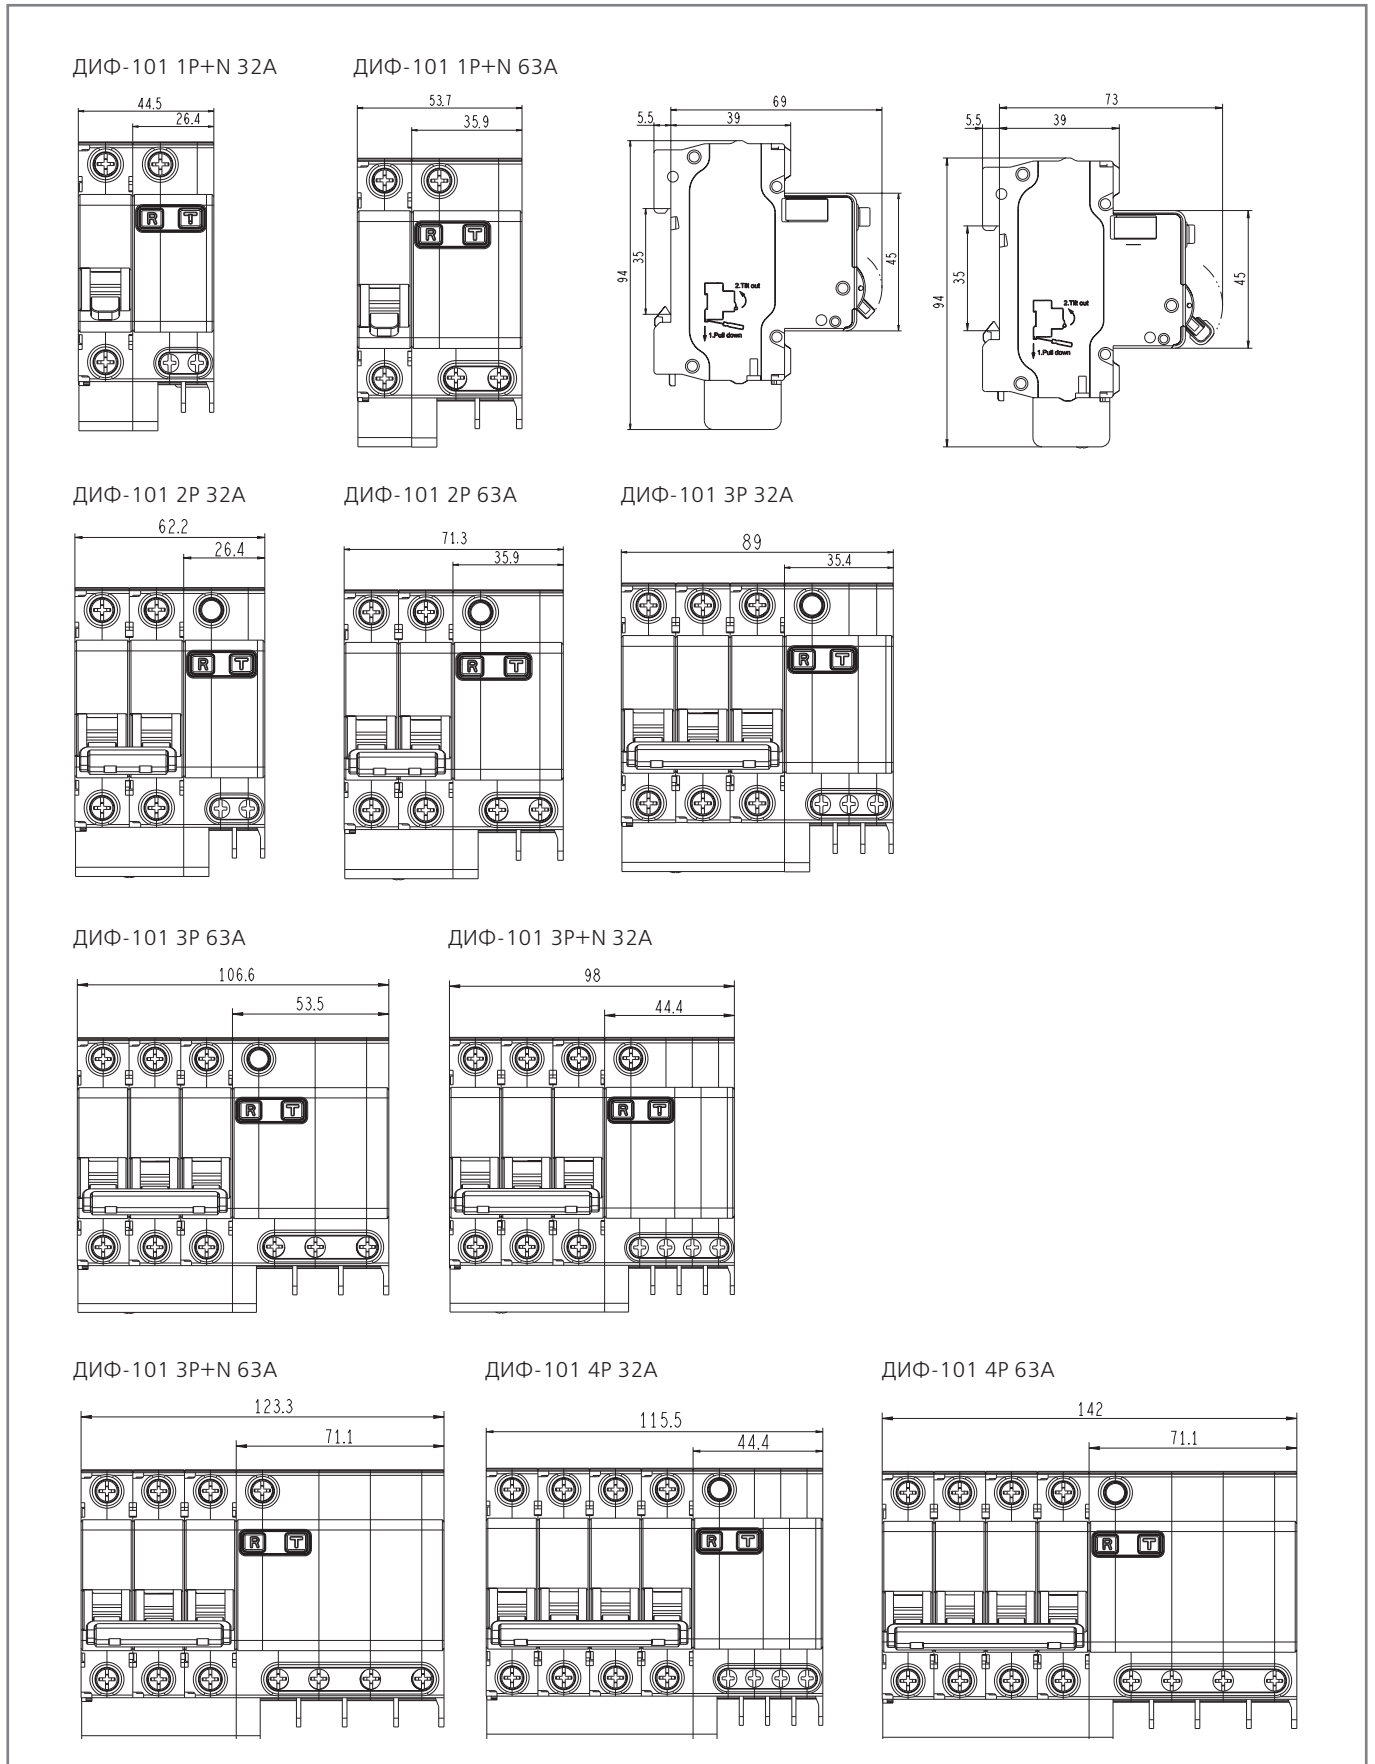 ДИФ-101 1P+N 32A
ДИФ-101 1P+N 63A
44.5
26.4
R T
53.7
35.9
R T
69
5.5
39
94
35
45
2.Tilt out
1.Pull down
73
5.5
39
94
35
45
2.Tilt out
1.Pull down
ДИФ-101 2P 32A
ДИФ-101 2P 63A
ДИФ-101 3P 32A
62.2
26.4
R T
71.3
35.9
R T
89
35.4
R T
ДИФ-101 3P 63A
ДИФ-101 3P+N 32A
106.6
53.5
R T
98
44.4
R T
ДИФ-101 3P+N 63A
ДИФ-101 4P 32A
ДИФ-101 4P 63A
123.3
71.1
R T
115.5
44.4
R T
142
71.1
R T